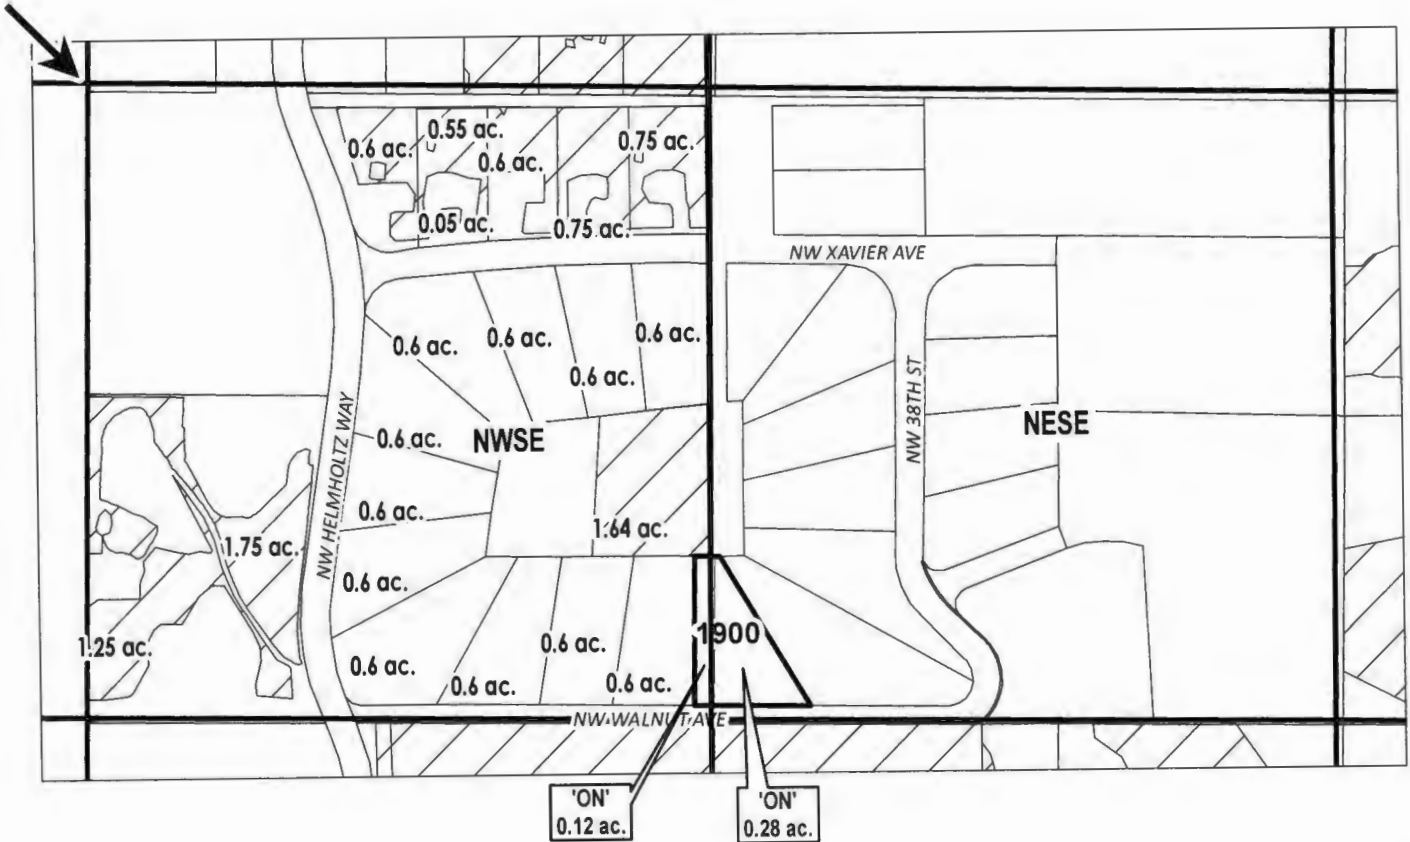 0.6 ac.
0.55 ac.
0.6 ac.
0.75 ac.
0.05 ac.
0.75 ac.
NW XAVIER AVE
0.6 ac.
0.6 ac.
0.6 ac.
0.6 ac.
NW HELMHOLTZ WAY
0.6 ac.
NWSE
NW 38TH ST
NESE
0.6 ac.
1.64 ac.
1.75 ac.
0.6 ac.
1.25 ac.
0.6 ac.
0.6 ac.
0.6 ac.
0.6 ac.
1900
NW WALNUT AVE
'ON'
0.12 ac.
'ON'
0.28 ac.